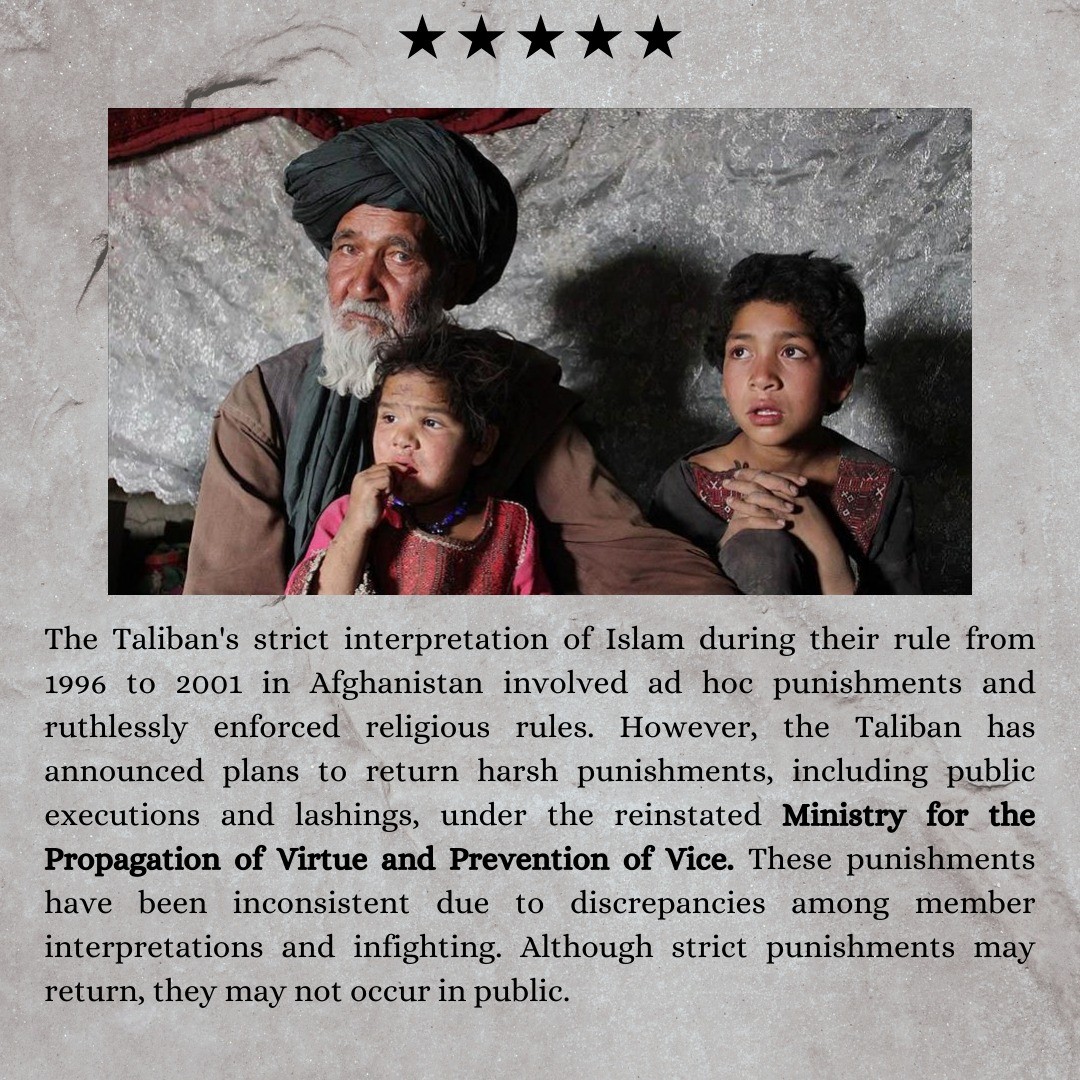 The Taliban's strict interpretation of Islam during their rule from
1996 to 2001 in Afghanistan involved ad hoc punishments and
ruthlessly enforced religious rules. However, the Taliban has
announced plans to return harsh punishments, including public
executions and lashings, under the reinstated Ministry for the
Propagation of Virtue and Prevention of Vice. These punishments
have been inconsistent due to discrepancies among member
interpretations and infighting. Although strict punishments may
return, they may not occur in public.